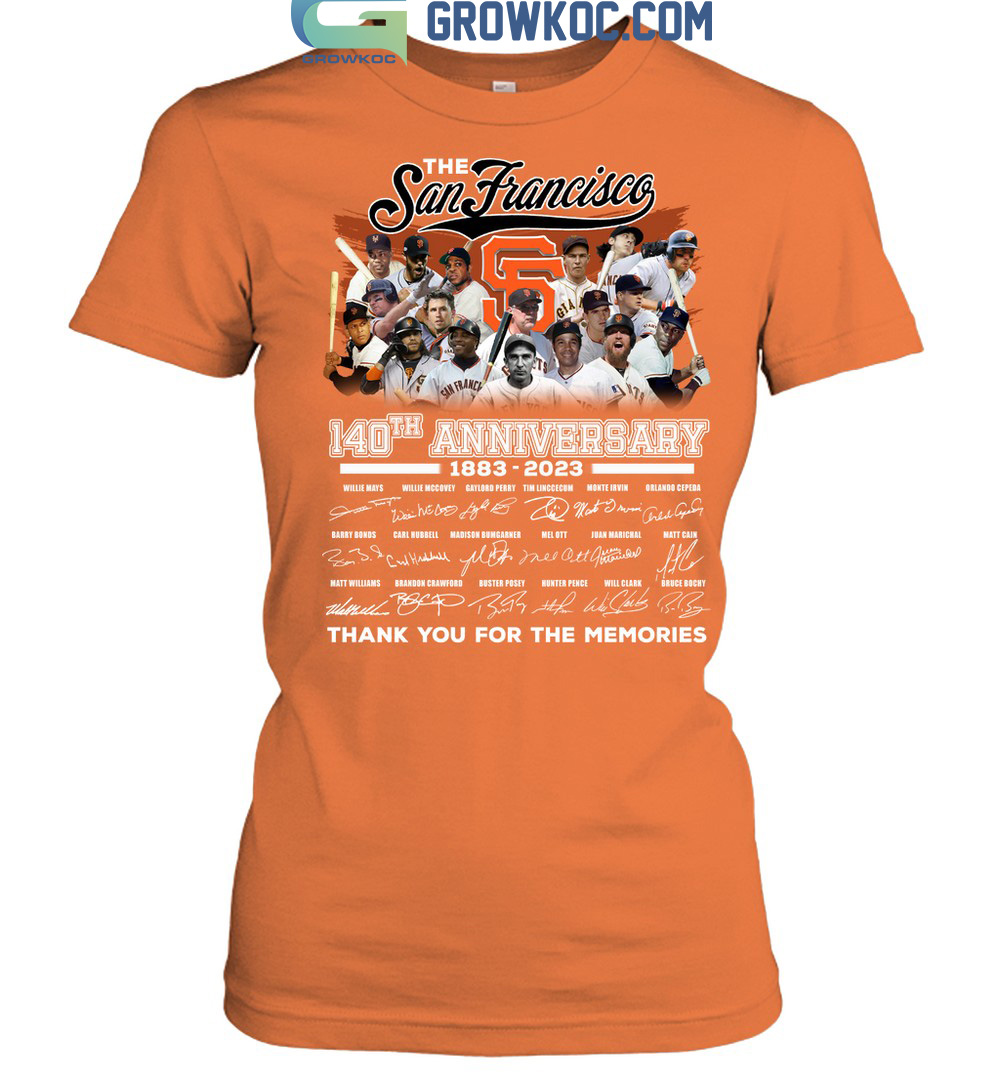 GROWKOC.COM
GROWKOC
THE
San Francisco
SF
140TH ANNIVERSARY
1883 - 2023
WILLIE MAYS WILLIE MCCOVEY GAYLORD PERRY TIM LINCCECUM MONTE IRVIN ORLANDO CEPEDA
BARRY BONDS CARL HUBBELL MADISON BUMGARNER MEL OTT JUAN MARICHAL MATT CAIN
MATT WILLIAMS BRANDON CRAWFORD BUSTER POSEY HUNTER PENCE WILL CLARK BRUCE BOCHY
THANK YOU FOR THE MEMORIES